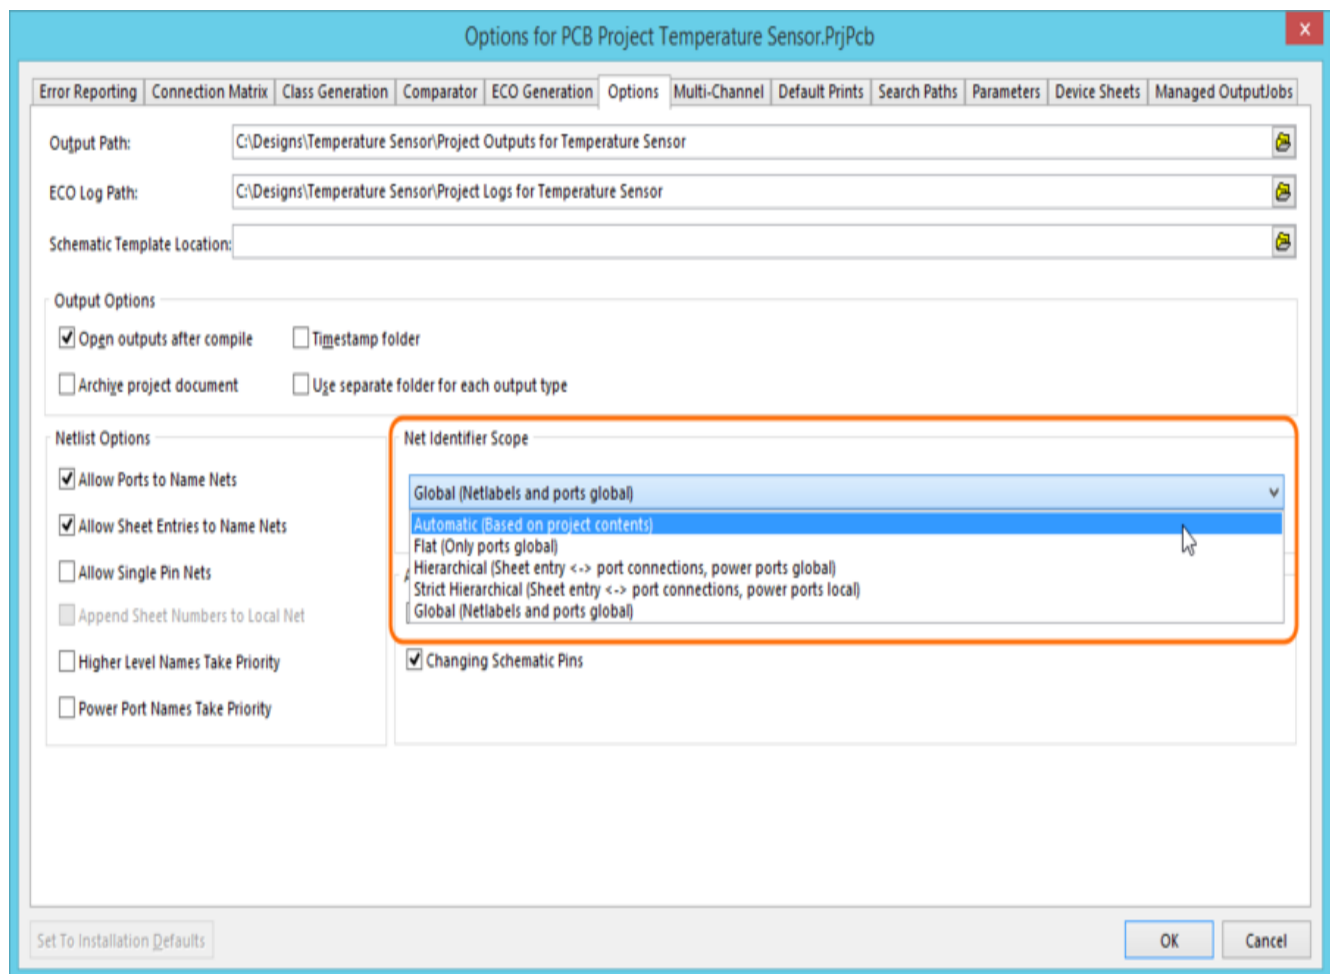 Options for PCB Project Temperature Sensor.PrjPcb
x
Error Reporting Connection Matrix Class Generation Comparator ECO Generation Options Multi-Channel Default Prints Search Paths Parameters Device Sheets Managed OutputJobs
Output Path: C:\Designs\Temperature Sensor\Project Outputs for Temperature Sensor
ECO Log Path: C:\Designs\Temperature Sensor\Project Logs for Temperature Sensor
Schematic Template Location:
Output Options
Open outputs after compile Timestamp folder
Archive project document Use separate folder for each output type
Netlist Options Net Identifier Scope
Allow Ports to Name Nets
Global (Netlabels and ports global)
Allow Sheet Entries to Name Nets
Automatic (Based on project contents)
Flat (Only ports global)
Allow Single Pin Nets
Hierarchical (Sheet entry <-> port connections, power ports global)
Strict Hierarchical (Sheet entry <-> port connections, power ports local)
Append Sheet Numbers to Local Net
Global (Netlabels and ports global)
Higher Level Names Take Priority Changing Schematic Pins
Power Port Names Take Priority
Set To Installation Defaults OK Cancel